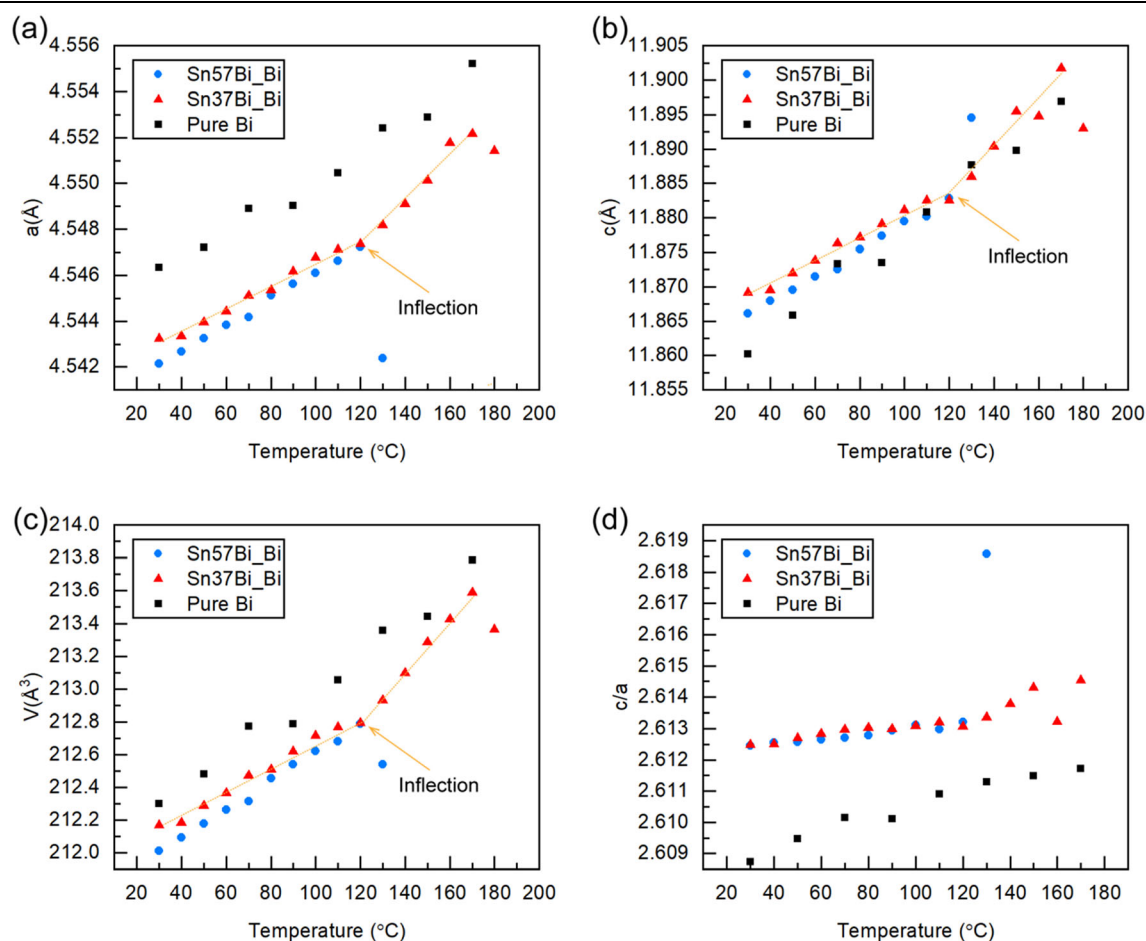 (a)
4.556
4.554
4.552
4.550
4.548
4.546
4.544
4.542
a(Å)
Sn57Bi_Bi
Sn37Bi_Bi
Pure Bi
Inflection
20 40 60 80 100 120 140 160 180 200
Temperature (°C)
(b)
11.905
11.900
11.895
11.890
11.885
11.880
11.875
11.870
11.865
11.860
11.855
c(Å)
Sn57Bi_Bi
Sn37Bi_Bi
Pure Bi
Inflection
20 40 60 80 100 120 140 160 180 200
Temperature (°C)
(c)
214.0
213.8
213.6
213.4
213.2
213.0
212.8
212.6
212.4
212.2
212.0
V(Å³)
Sn57Bi_Bi
Sn37Bi_Bi
Pure Bi
Inflection
20 40 60 80 100 120 140 160 180 200
Temperature (°C)
(d)
2.619
2.618
2.617
2.616
2.615
2.614
2.613
2.612
2.611
2.610
2.609
c/a
Sn57Bi_Bi
Sn37Bi_Bi
Pure Bi
20 40 60 80 100 120 140 160 180
Temperature (°C)